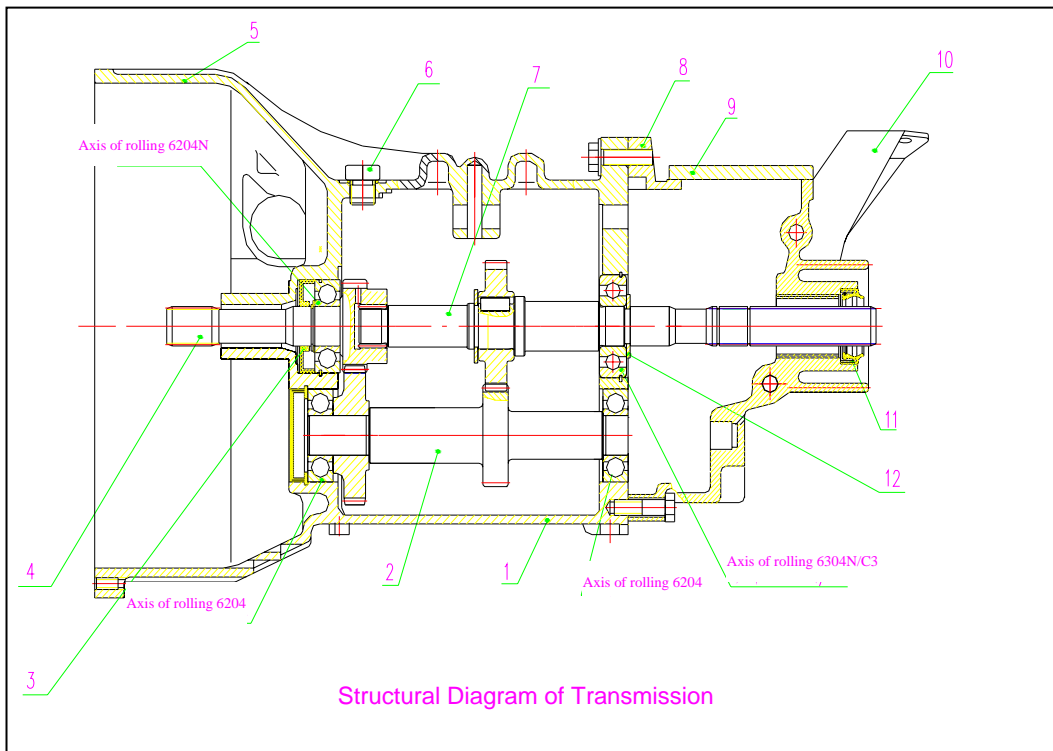 5
6
7
8
9
10
Axis of rolling 6204N
11
12
4
2
1
Axis of rolling 6304N/C3
Axis of rolling 6204
Axis of rolling 6204
3
Structural Diagram of Transmission